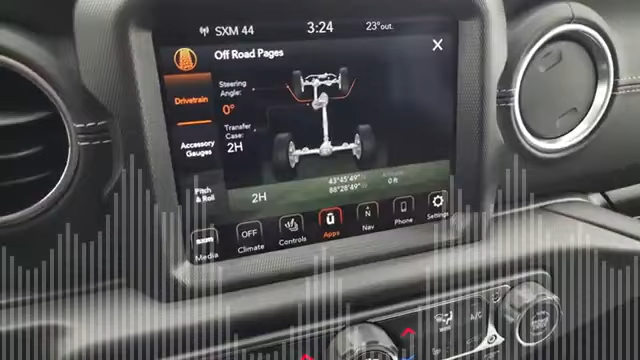 SXM 44 3:24 23°out.
Off Road Pages X
Drivetrain
Steering
Angle:
0°
Transfer
Case:
2H
Accessory
Gauges
Pitch
& Roll
2H
43°45'49"
88°28'49"
0 ft
SXM
Media
OFF
Climate
Controls
Apps
N
Nav
Phone
Settings
A/C